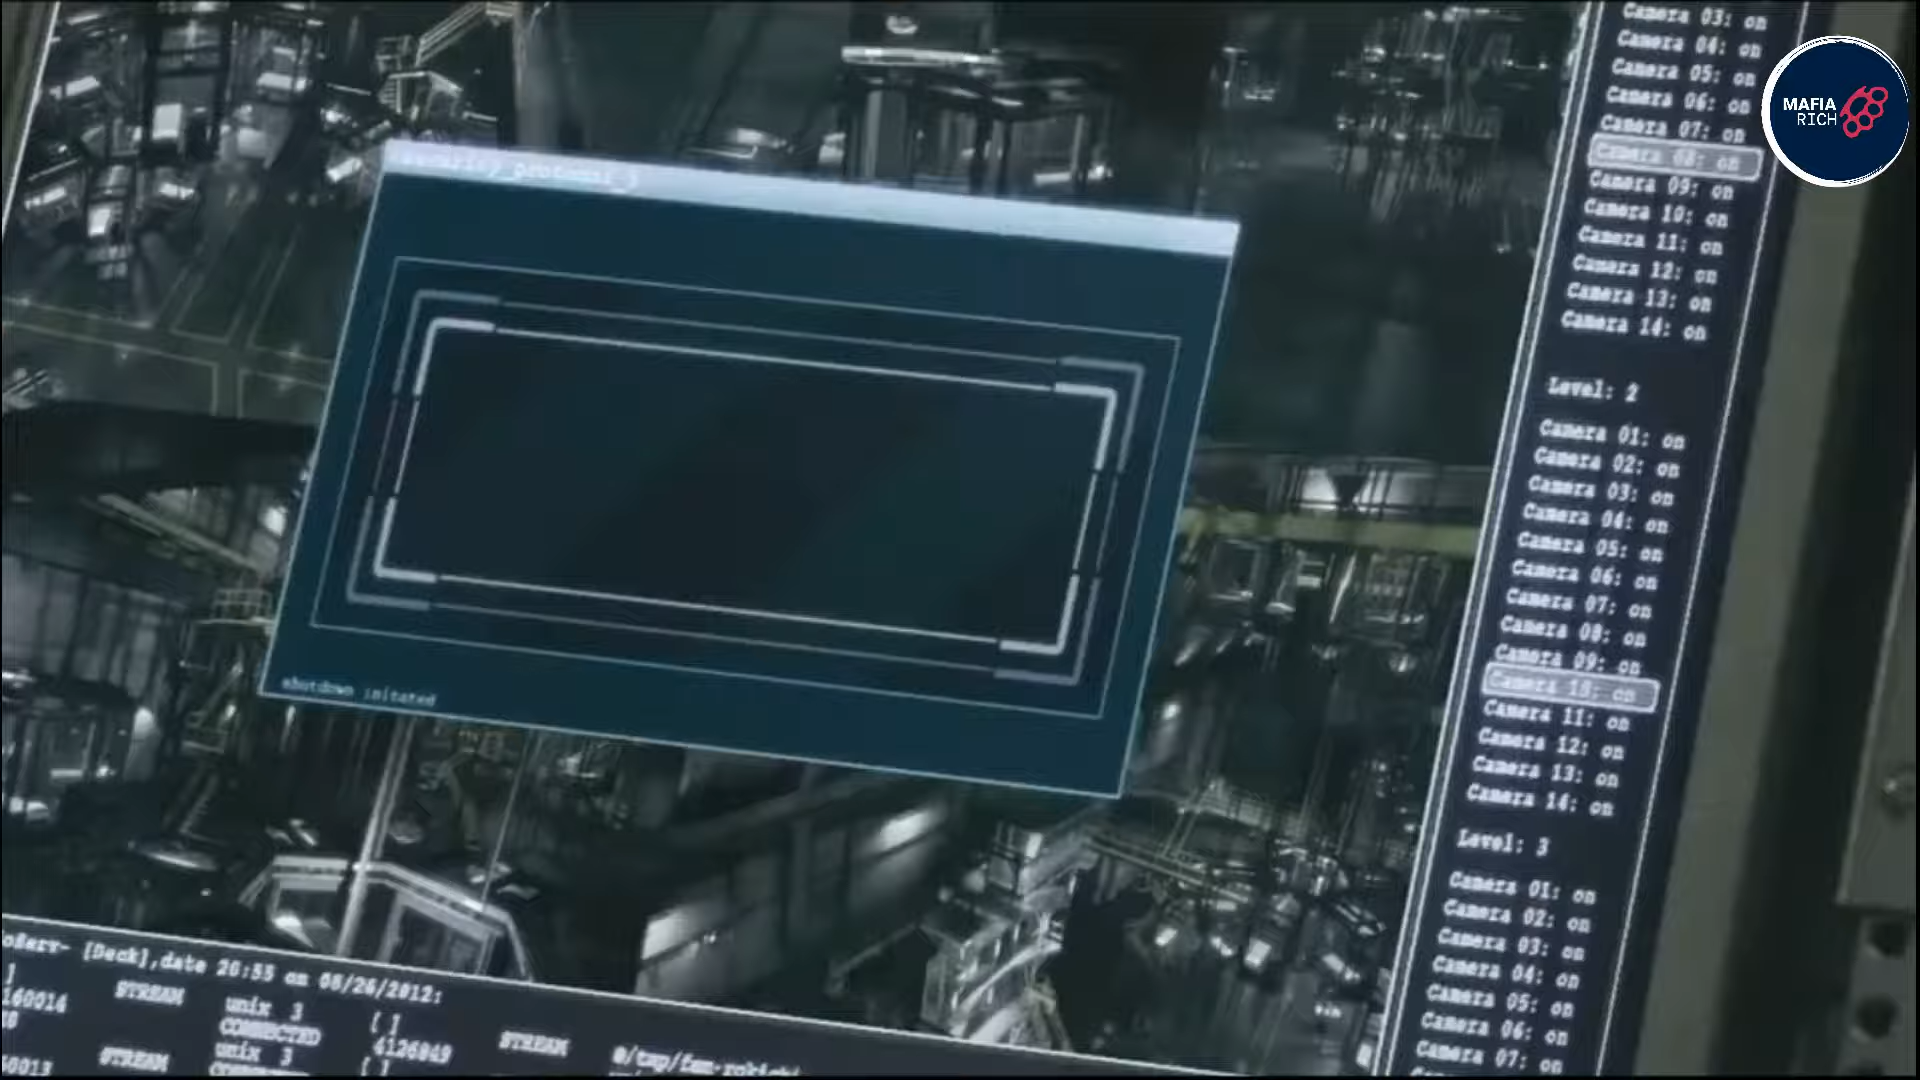 Camera 03: on
Camera 04: on
Camera 05: on
Camera 06: on
Camera 07: on
Camera 08: on
Camera 09: on
Camera 10: on
Camera 11: on
Camera 12: on
Camera 13: on
Camera 14: on
MAFIA
RICH
security_protocol_3
Level: 2
Camera 01: on
Camera 02: on
Camera 03: on
Camera 04: on
Camera 05: on
Camera 06: on
Camera 07: on
Camera 08: on
Camera 09: on
Camera 10: on
Camera 11: on
Camera 12: on
Camera 13: on
Camera 14: on
shutdown initated
Level: 3
Camera 01: on
Camera 02: on
Camera 03: on
Camera 04: on
Camera 05: on
Camera 06: on
Camera 07: on
[Deck],date 20:55 on 05/26/2012:
] STREAM unix 3 [ ]
160014 CONNECTED 4126949 STREAM
unix 3 [ ]
60013 STREAM